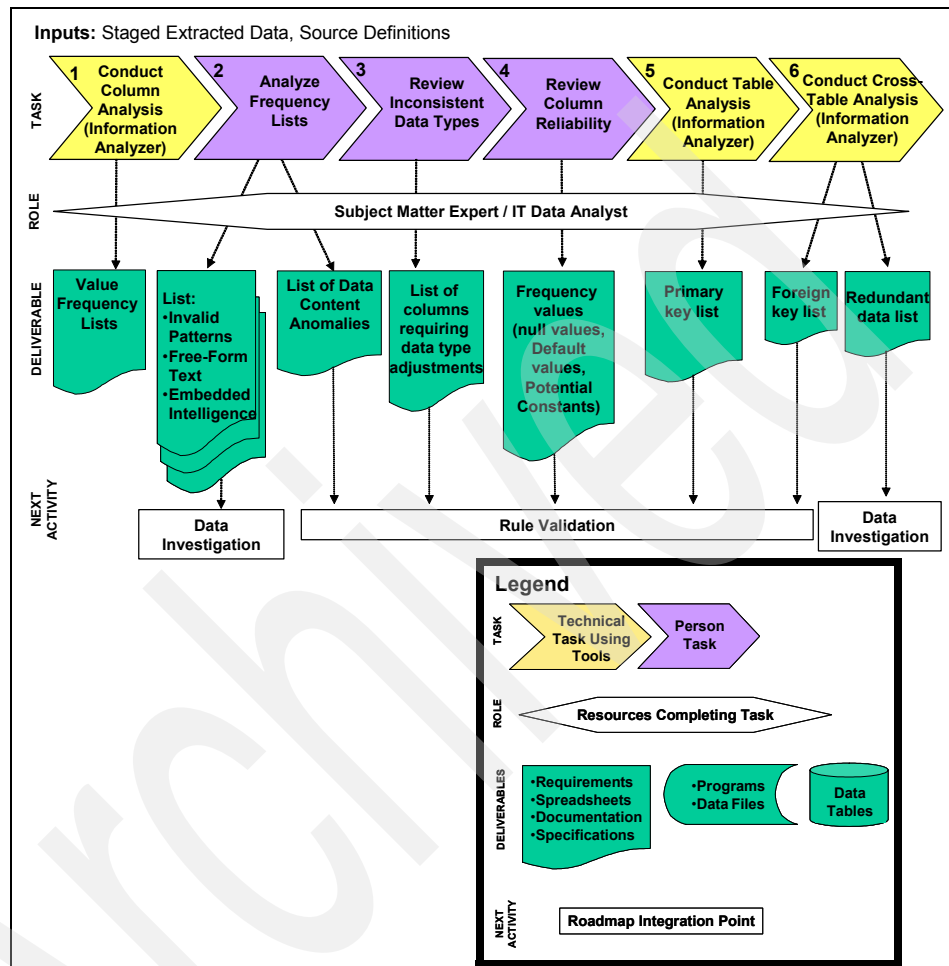 Inputs: Staged Extracted Data, Source Definitions
TASK
1
Conduct
Column
Analysis
(Information
Analyzer)
2
Analyze
Frequency
Lists
3
Review
Inconsistent
Data Types
4
Review
Column
Reliability
5
Conduct Table
Analysis
(Information
Analyzer)
6
Conduct Cross-
Table Analysis
(Information
Analyzer)
ROLE
Subject Matter Expert / IT Data Analyst
DELIVERABLE
Value
Frequency
Lists
List:
•Invalid
Patterns
•Free-Form
Text
•Embedded
Intelligence
List of Data
Content
Anomalies
List of
columns
requiring
data type
adjustments
Frequency
values
(null values,
Default
values,
Potential
Constants)
Primary
key list
Foreign
key list
Redundant
data list
NEXT
ACTIVITY
Data
Investigation
Rule Validation
Data
Investigation
Legend
TASK
Technical
Task Using
Tools
Person
Task
ROLE
Resources Completing Task
DELIVERABLES
•Requirements
•Spreadsheets
•Documentation
•Specifications
•Programs
•Data Files
Data
Tables
NEXT
ACTIVITY
Roadmap Integration Point
Archived